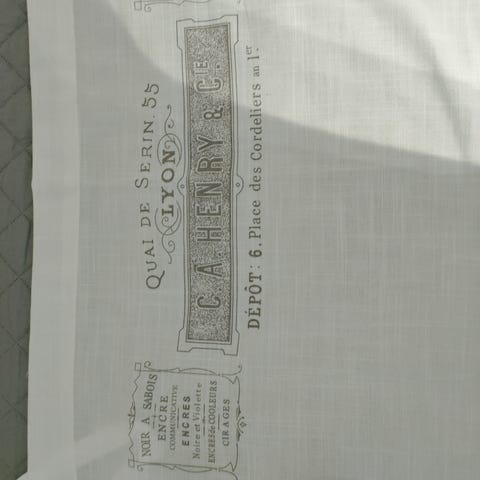 QUAI DE SERIN. 55
LYON
C. A. HENRY & CIE
DÉPÔT: 6. Place des Cordeliers au 1er.
NOIR A SABOTS
ENCRE
COMMUNICATIVE
ENCRES
Noire et Violette
ENCRES de COULEURS
CIRAGES